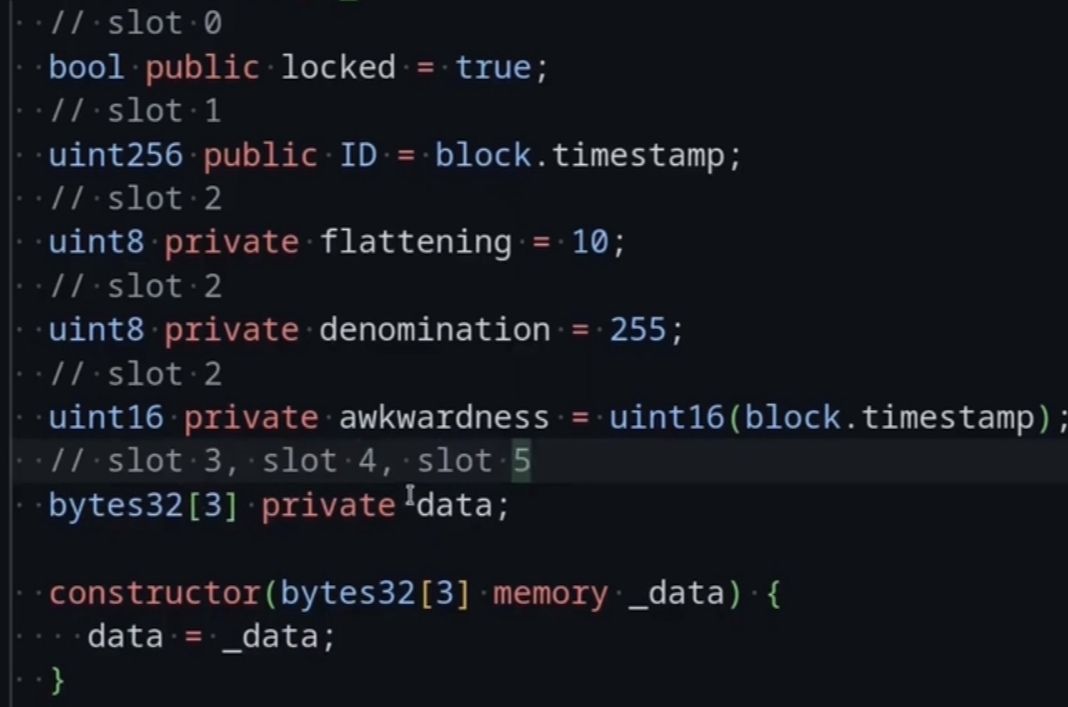 // slot 0
bool public locked = true;
// slot 1
uint256 public ID = block.timestamp;
// slot 2
uint8 private flattening = 10;
// slot 2
uint8 private denomination = 255;
// slot 2
uint16 private awkwardness = uint16(block.timestamp);
// slot 3, slot 4, slot 5
bytes32[3] private data;
constructor(bytes32[3] memory _data) {
data = _data;
}